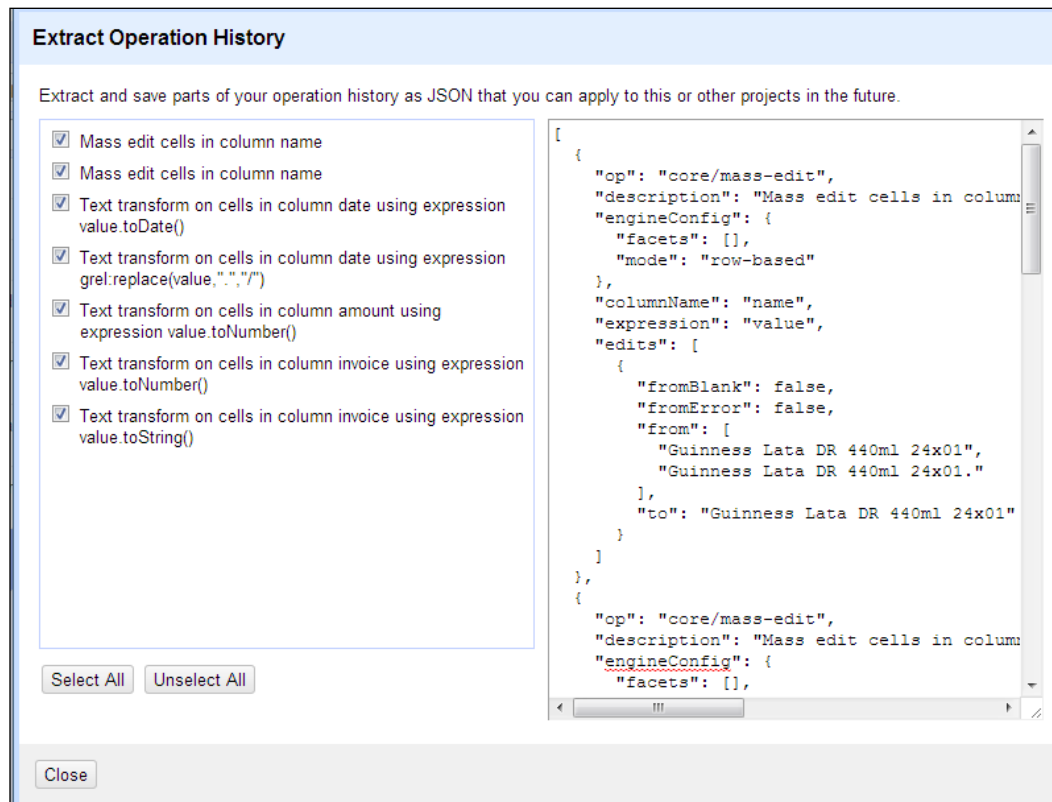 Extract Operation History
Extract and save parts of your operation history as JSON that you can apply to this or other projects in the future.
Mass edit cells in column name
Mass edit cells in column name
Text transform on cells in column date using expression
value.toDate()
Text transform on cells in column date using expression
grel:replace(value,".","/")
Text transform on cells in column amount using
expression value.toNumber()
Text transform on cells in column invoice using expression
value.toNumber()
Text transform on cells in column invoice using expression
value.toString()
Select All
Unselect All
[
{
"op": "core/mass-edit",
"description": "Mass edit cells in colum
"engineConfig": {
"facets": [],
"mode": "row-based"
},
"columnName": "name",
"expression": "value",
"edits": [
{
"fromBlank": false,
"fromError": false,
"from": [
"Guinness Lata DR 440ml 24x01",
"Guinness Lata DR 440ml 24x01."
],
"to": "Guinness Lata DR 440ml 24x01"
}
]
},
{
"op": "core/mass-edit",
"description": "Mass edit cells in colum
"engineConfig": {
"facets": [],
Close